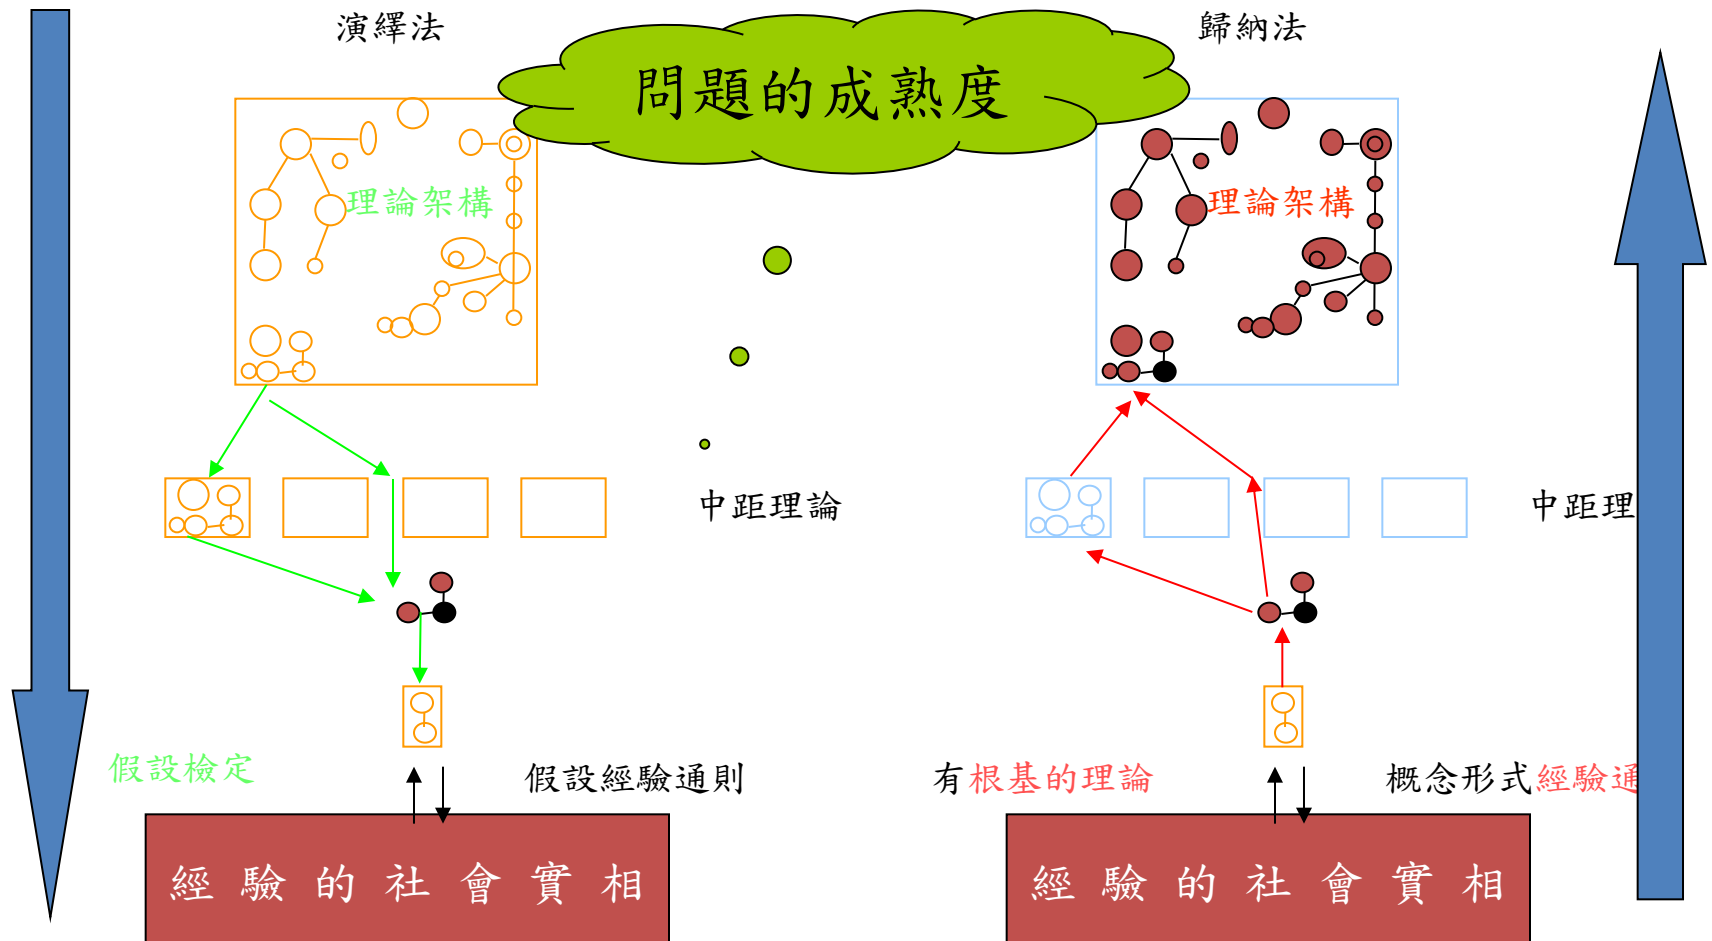 演繹法
歸納法
問題的成熟度
理論架構
理論架構
中距理論
中距理
假設檢定
假設經驗通則
有根基的理論
概念形式經驗通
經驗的社會實相
經驗的社會實相